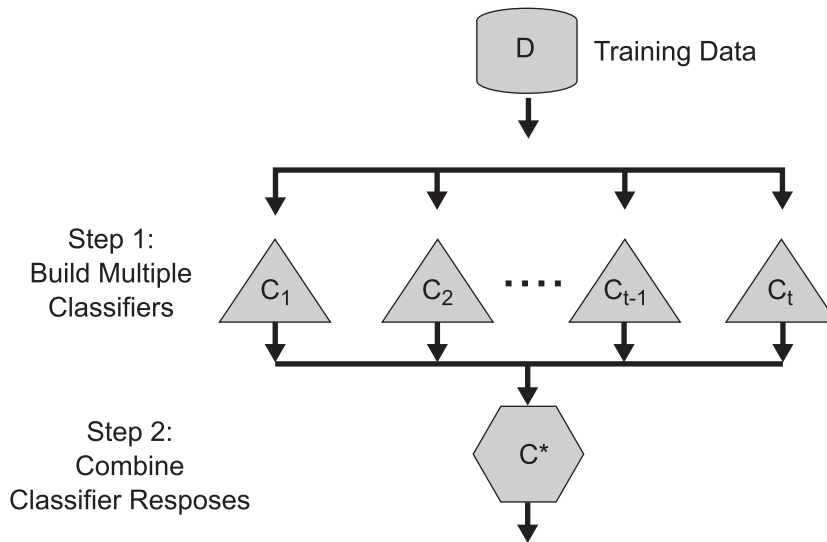 D
Training Data
Step 1:
Build Multiple
Classifiers
C1
C2
.....
Ct-1
Ct
Step 2:
Combine
Classifier Resposes
C*